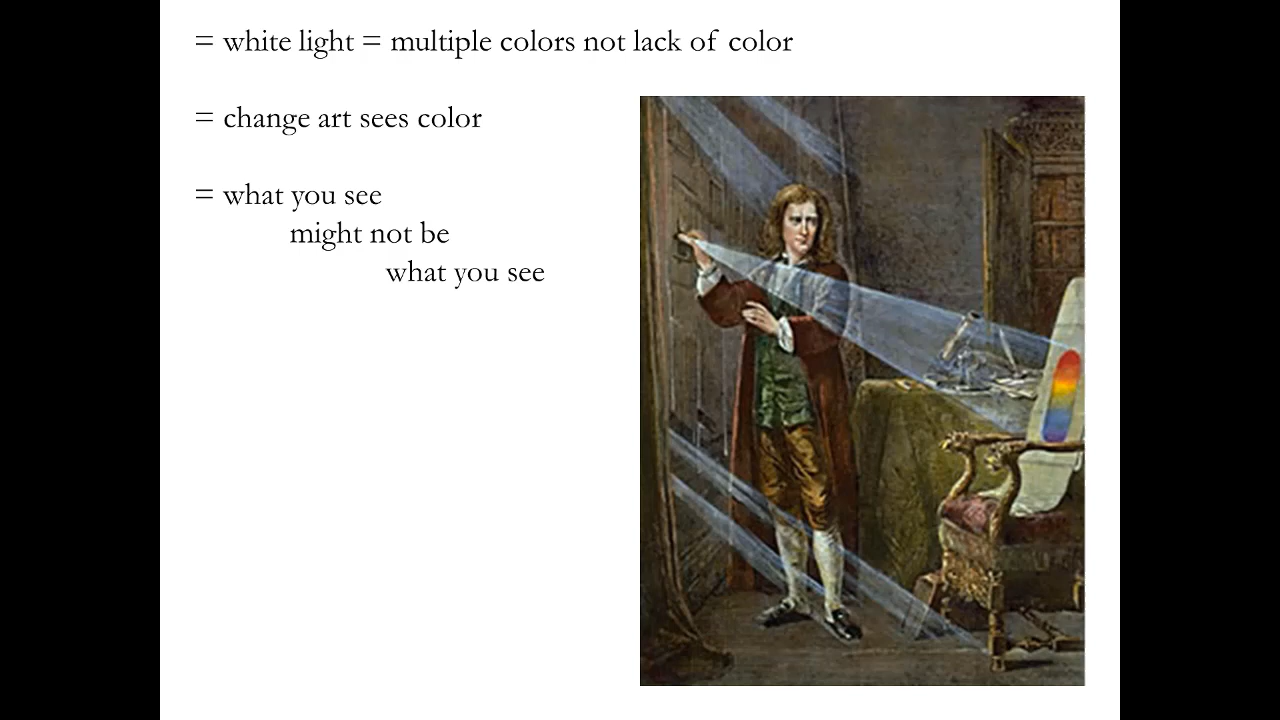 = white light = multiple colors not lack of color
= change art sees color
= what you see
might not be
what you see